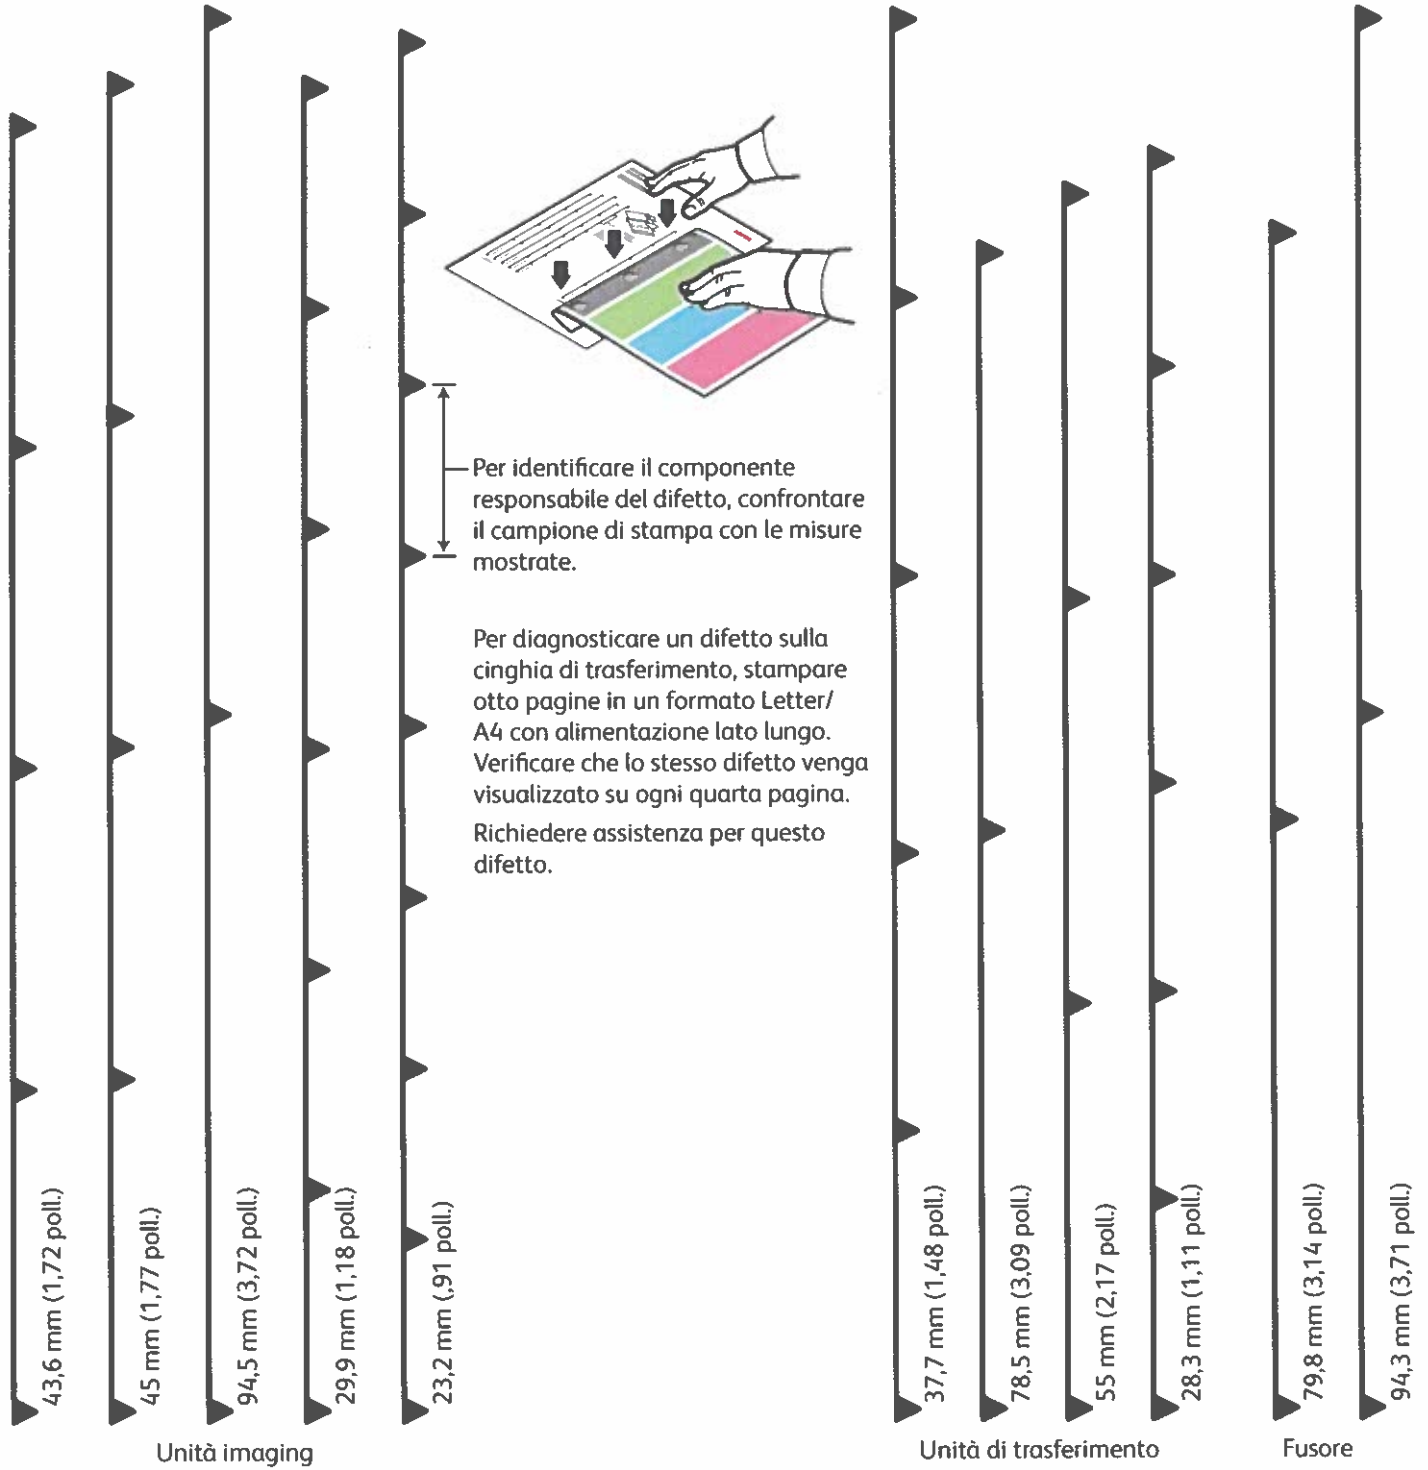 Per identificare il componente
responsabile del difetto, confrontare
il campione di stampa con le misure
mostrate.
Per diagnosticare un difetto sulla
cinghia di trasferimento, stampare
otto pagine in un formato Letter/
A4 con alimentazione lato lungo.
Verificare che lo stesso difetto venga
visualizzato su ogni quarta pagina.
Richiedere assistenza per questo
difetto.
43,6 mm (1,72 poll.)
45 mm (1,77 poll.)
94,5 mm (3,72 poll.)
29,9 mm (1,18 poll.)
23,2 mm (,91 poll.)
37,7 mm (1,48 poll.)
78,5 mm (3,09 poll.)
55 mm (2,17 poll.)
28,3 mm (1,11 poll.)
79,8 mm (3,14 poll.)
94,3 mm (3,71 poll.)
Unità imaging
Unità di trasferimento
Fusore